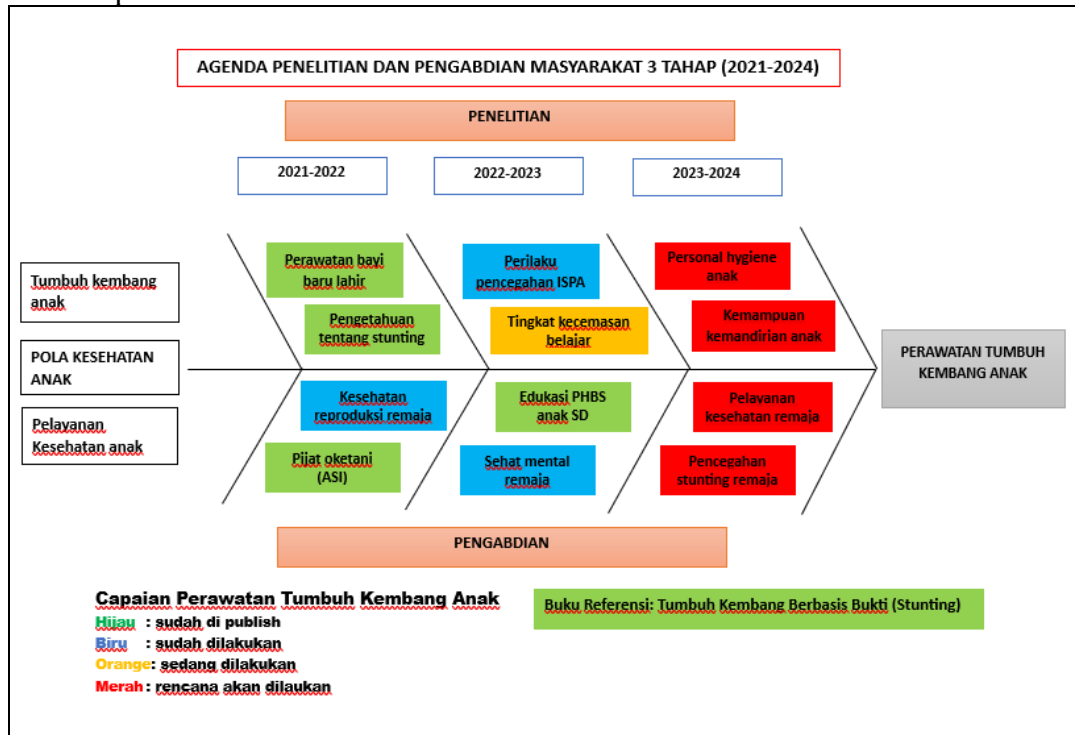 AGENDA PENELITIAN DAN PENGABDIAN MASYARAKAT 3 TAHAP (2021-2024)
PENELITIAN
2021-2022
2022-2023
2023-2024
Tumbuh kembang
anak
POLA KESEHATAN
ANAK
Pelayanan
Kesehatan anak
Perawatan bayi
baru lahir
Pengetahuan
tentang stunting
Perilaku
pencegahan ISPA
Tingkat kecemasan
belajar
Personal hygiene
anak
Kemampuan
kemandirian anak
Kesehatan
reproduksi remaja
Pijat oketani
(ASI)
Edukasi PHBS
anak SD
Sehat mental
remaja
Pelayanan
kesehatan remaja
Pencegahan
stunting remaja
PERAWATAN TUMBUH
KEMBANG ANAK
PENGABDIAN
Capaian Perawatan Tumbuh Kembang Anak
Hijau : sudah di publish
Biru : sudah dilakukan
Orange: sedang dilakukan
Merah : rencana akan dilaukan
Buku Referensi: Tumbuh Kembang Berbasis Bukti (Stunting)